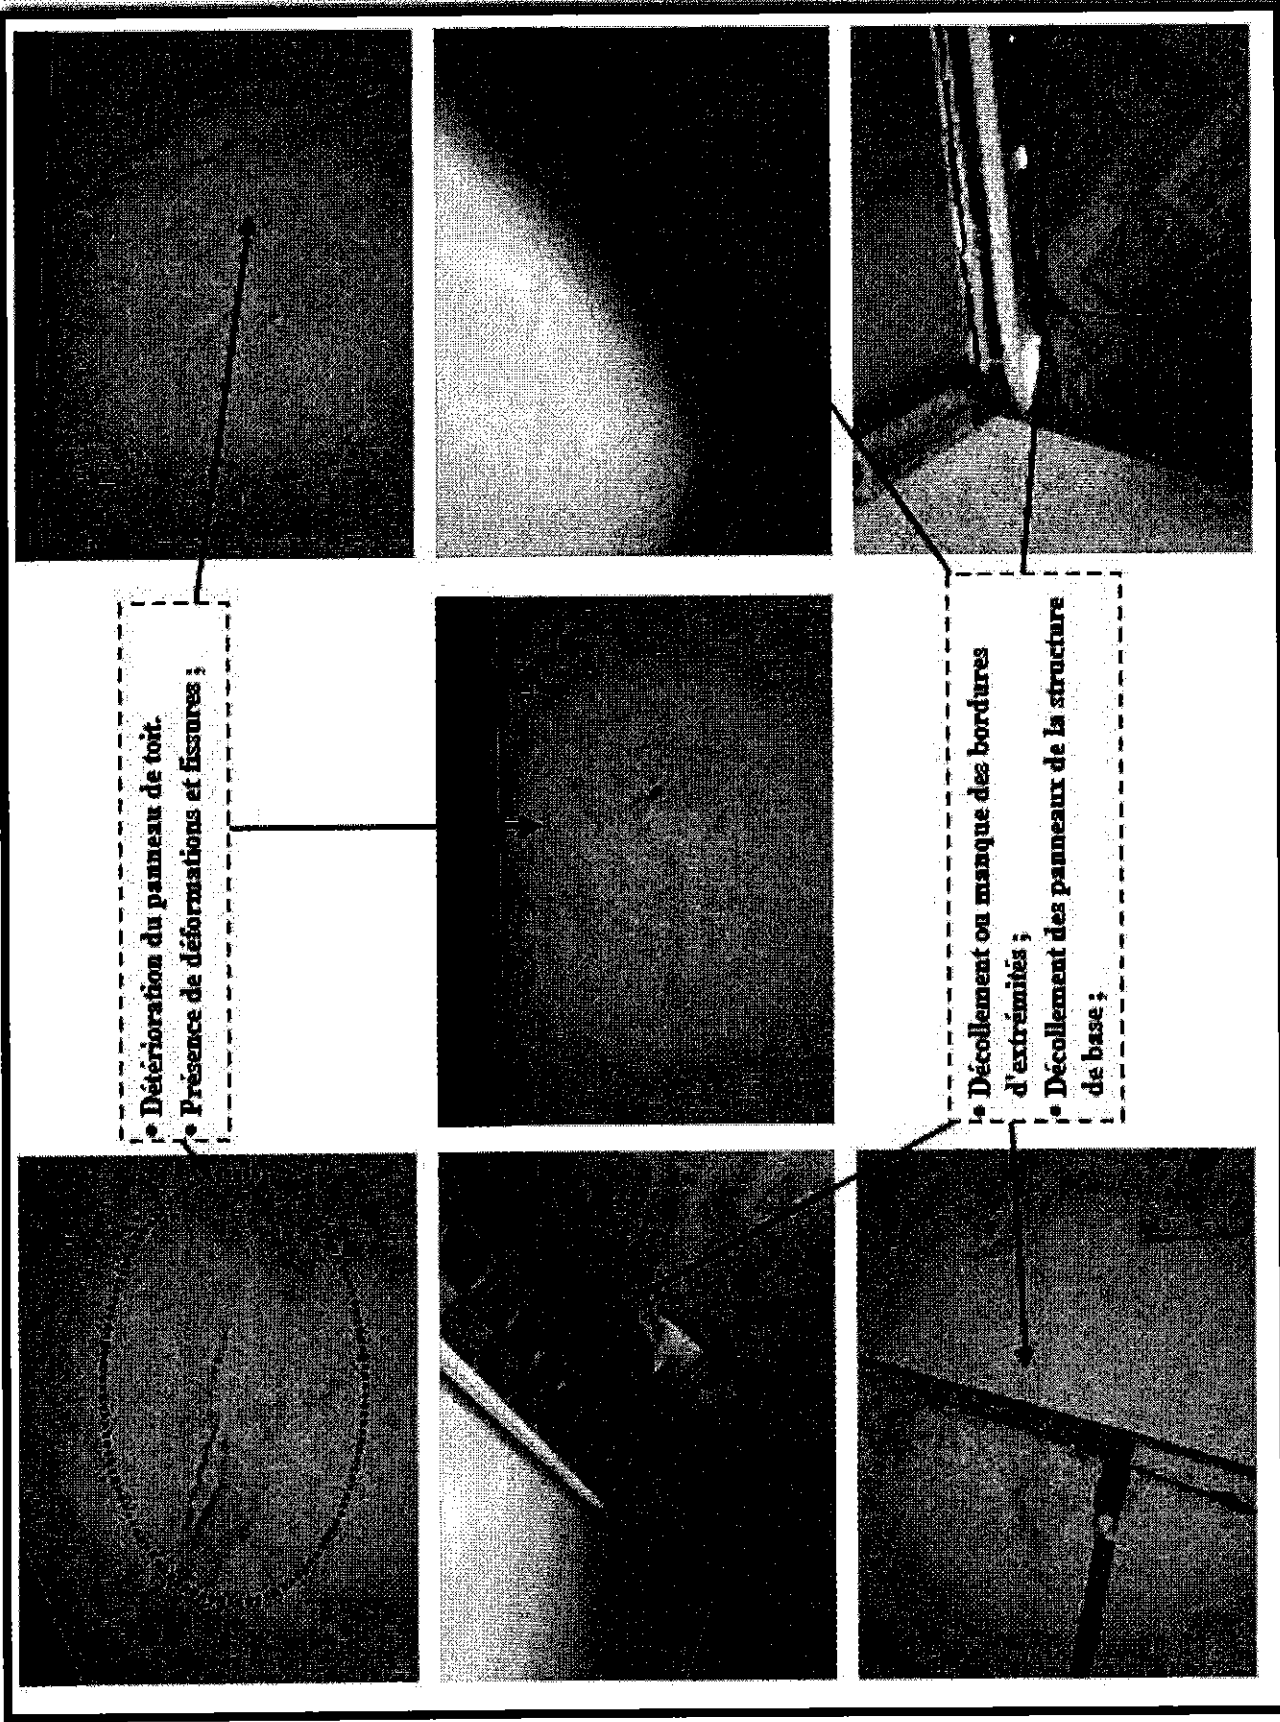 • Détérioration du panneau de toit.
• Présence de déformations et fissures ;
• Décollement ou manque des bordures
d'extrémités ;
• Décollement des panneaux de la structure
de base ;